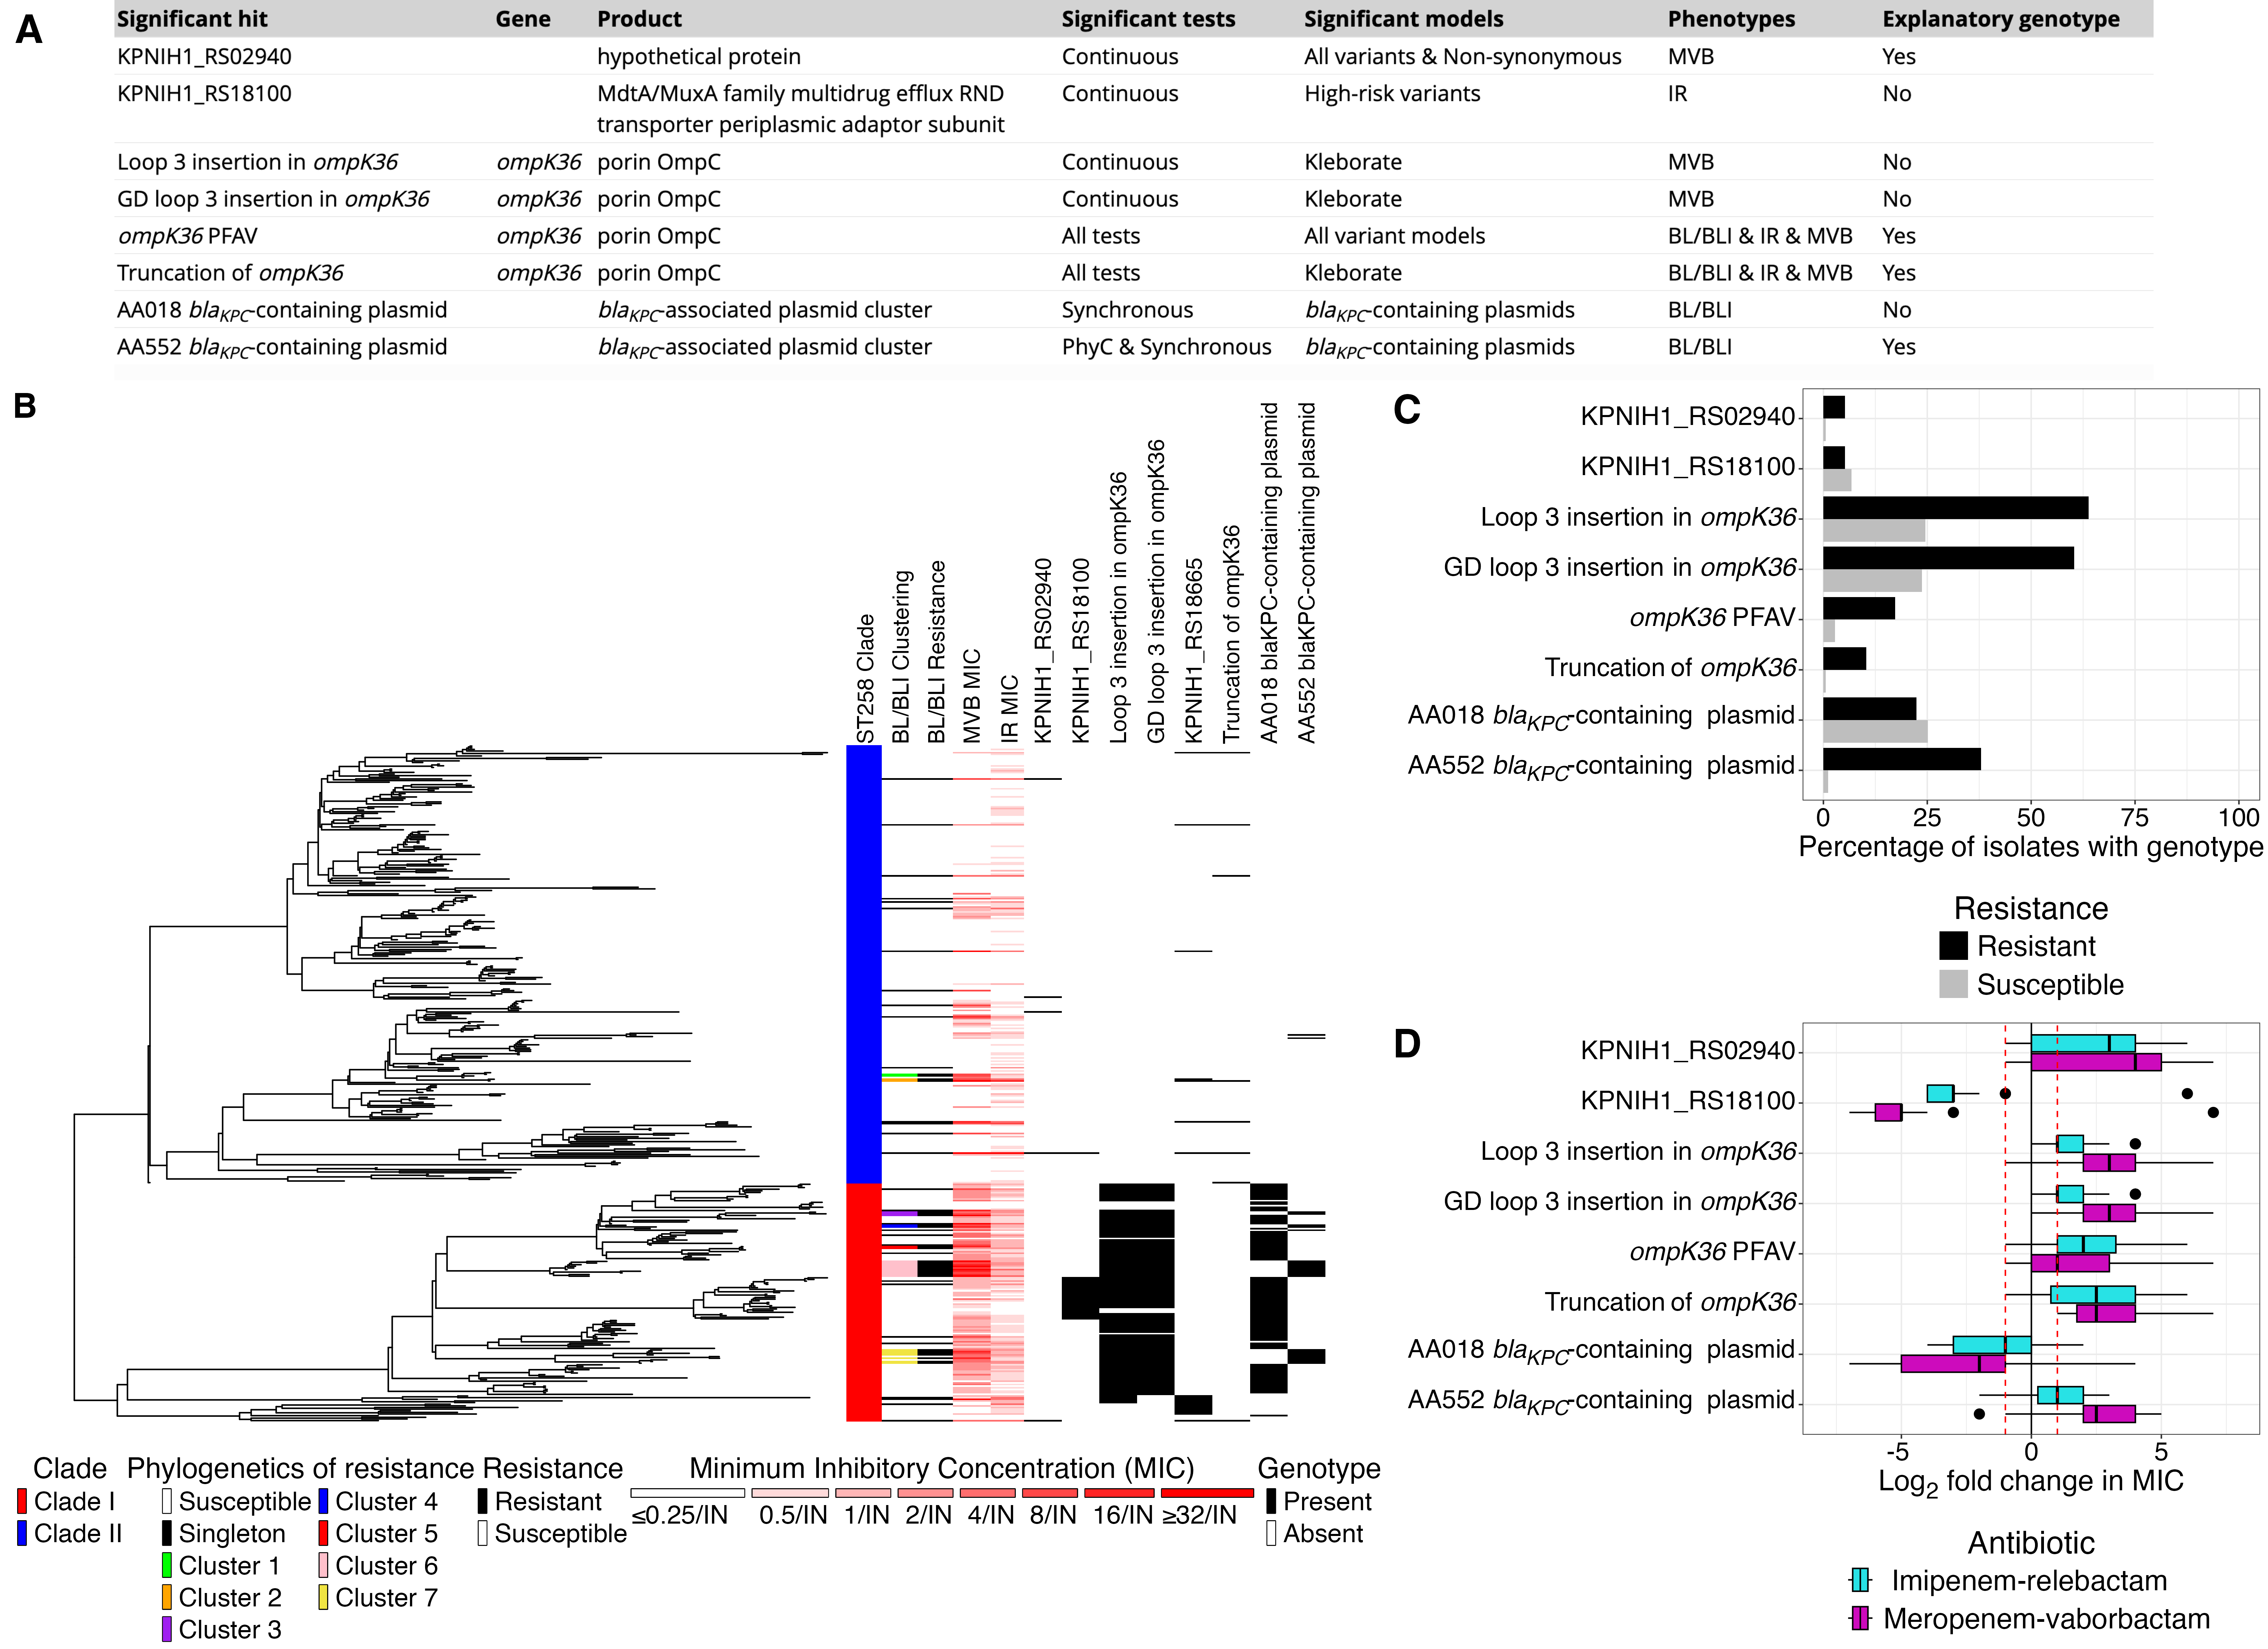 A
Significant hit Gene Product Significant tests Significant models Phenotypes Explanatory genotype
KPNIH1_RS02940 hypothetical protein Continuous All variants & Non-synonymous MVB Yes
KPNIH1_RS18100 MdtA/MuxA family multidrug efflux RND Continuous High-risk variants IR No
transporter periplasmic adaptor subunit
Loop 3 insertion in ompK36 ompK36 porin OmpC Continuous Kleborate MVB No
GD loop 3 insertion in ompK36 ompK36 porin OmpC Continuous Kleborate MVB No
ompK36 PFAV ompK36 porin OmpC All tests All variant models BL/BLI & IR & MVB Yes
Truncation of ompK36 ompK36 porin OmpC All tests Kleborate BL/BLI & IR & MVB Yes
AA018 blaKPC-containing plasmid blaKPC-associated plasmid cluster Synchronous blaKPC-containing plasmids BL/BLI No
AA552 blaKPC-containing plasmid blaKPC-associated plasmid cluster PhyC & Synchronous blaKPC-containing plasmids BL/BLI Yes
B
ST258 Clade
BL/BLI Clustering
BL/BLI Resistance
MVB MIC
IR MIC
KPNIH1_RS02940
KPNIH1_RS18100
Loop 3 insertion in ompK36
GD loop 3 insertion in ompK36
KPNIH1_RS18665
Truncation of ompK36
AA018 blaKPC-containing plasmid
AA552 blaKPC-containing plasmid
Clade
Clade I
Clade II
Phylogenetics of resistance
Susceptible
Singleton
Cluster 1
Cluster 2
Cluster 3
Cluster 4
Cluster 5
Cluster 6
Cluster 7
Resistance
Resistant
Susceptible
Minimum Inhibitory Concentration (MIC)
≤0.25/IN 0.5/IN 1/IN 2/IN 4/IN 8/IN 16/IN ≥32/IN
Genotype
Present
Absent
C
KPNIH1_RS02940
KPNIH1_RS18100
Loop 3 insertion in ompK36
GD loop 3 insertion in ompK36
ompK36 PFAV
Truncation of ompK36
AA018 blaKPC-containing plasmid
AA552 blaKPC-containing plasmid
0 25 50 75 100
Percentage of isolates with genotype
Resistance
Resistant
Susceptible
D
KPNIH1_RS02940
KPNIH1_RS18100
Loop 3 insertion in ompK36
GD loop 3 insertion in ompK36
ompK36 PFAV
Truncation of ompK36
AA018 blaKPC-containing plasmid
AA552 blaKPC-containing plasmid
-5 0 5
Log2 fold change in MIC
Antibiotic
Imipenem-relebactam
Meropenem-vaborbactam